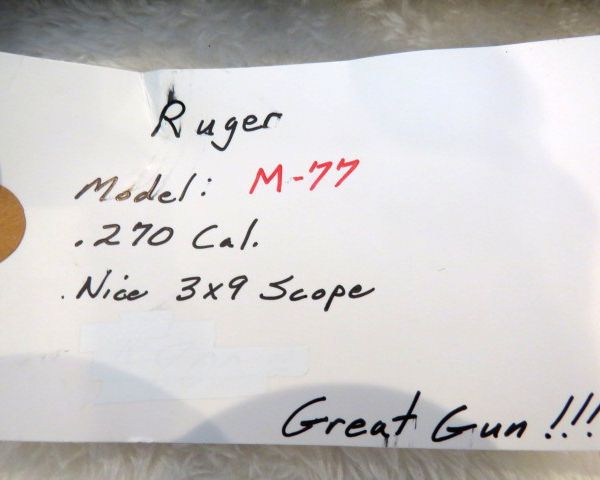 Ruger
Model: M-77
.270 Cal.
.Nice 3x9 Scope
Great Gun !!!